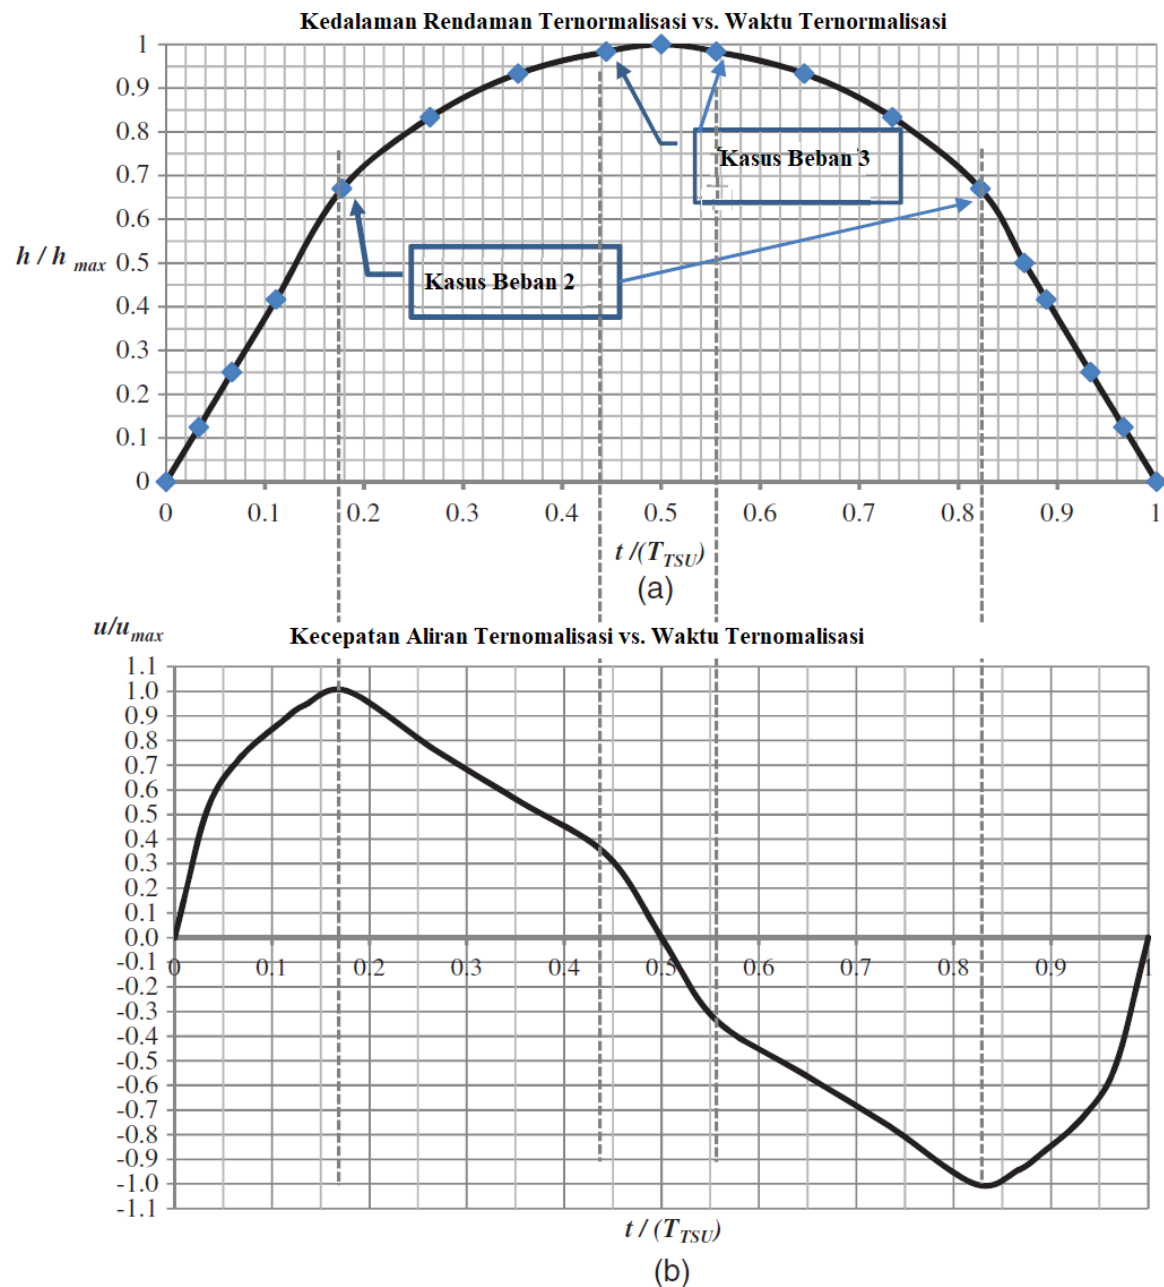 Kedalaman Rendaman Ternormalisasi vs. Waktu Ternormalisasi
1
0.9
0.8
0.7
0.6
0.5
0.4
0.3
0.2
0.1
0
h / h max
Kasus Beban 3
Kasus Beban 2
0 0.1 0.2 0.3 0.4 0.5 0.6 0.7 0.8 0.9 1
t /(T TSU)
(a)
u/u max
Kecepatan Aliran Ternomalisasi vs. Waktu Ternomalisasi
1.1
1.0
0.9
0.8
0.7
0.6
0.5
0.4
0.3
0.2
0.1
0.0
-0.1
-0.2
-0.3
-0.4
-0.5
-0.6
-0.7
-0.8
-0.9
-1.0
-1.1
0 0.1 0.2 0.3 0.4 0.5 0.6 0.7 0.8 0.9 1
t / (T TSU)
(b)